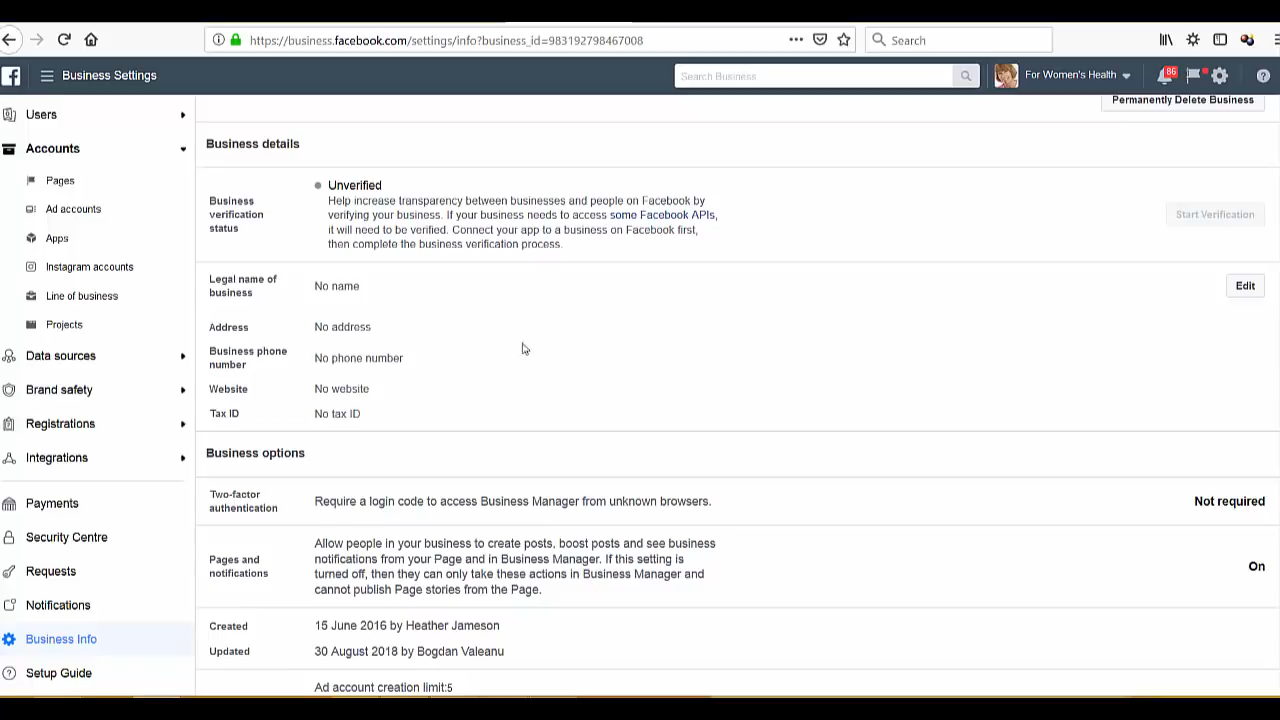 https://business.facebook.com/settings/info?business_id=983192798467008
Search
Business Settings
Search Business
For Women's Health
86
Users
Accounts
Pages
Ad accounts
Apps
Instagram accounts
Line of business
Projects
Data sources
Brand safety
Registrations
Integrations
Payments
Security Centre
Requests
Notifications
Business Info
Setup Guide
Permanently Delete Business
Business details
Business
verification
status
Unverified
Help increase transparency between businesses and people on Facebook by
verifying your business. If your business needs to access some Facebook APIs,
it will need to be verified. Connect your app to a business on Facebook first,
then complete the business verification process.
Start Verification
Legal name of
business
No name
Edit
Address
No address
Business phone
number
No phone number
Website
No website
Tax ID
No tax ID
Business options
Two-factor
authentication
Require a login code to access Business Manager from unknown browsers.
Not required
Pages and
notifications
Allow people in your business to create posts, boost posts and see business
notifications from your Page and in Business Manager. If this setting is
turned off, then they can only take these actions in Business Manager and
cannot publish Page stories from the Page.
On
Created
15 June 2016 by Heather Jameson
Updated
30 August 2018 by Bogdan Valeanu
Ad account creation limit:5